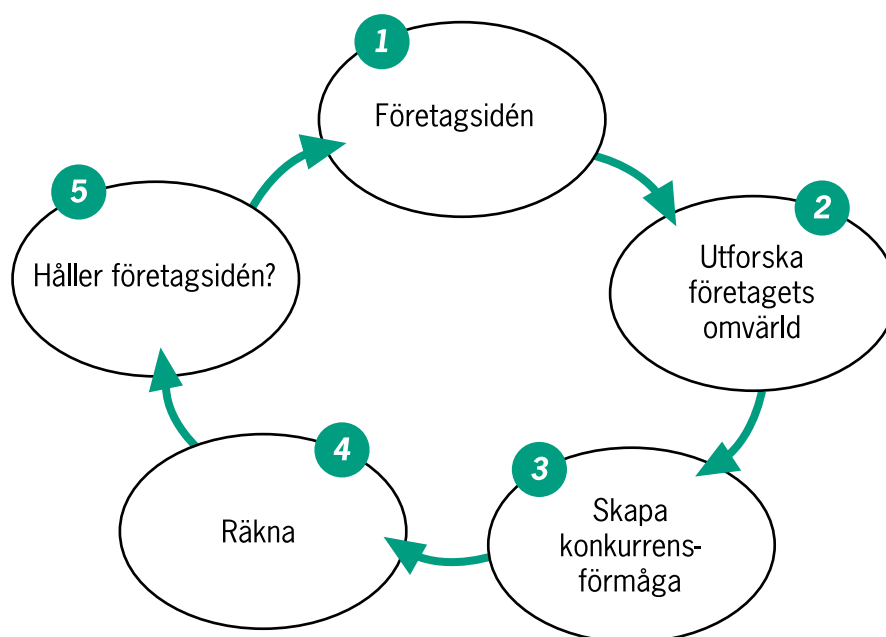 1
Företagsidén
2
Utforska
företagets
omvärld
3
Skapa
konkurrens-
förmåga
4
Räkna
5
Håller företagsidén?